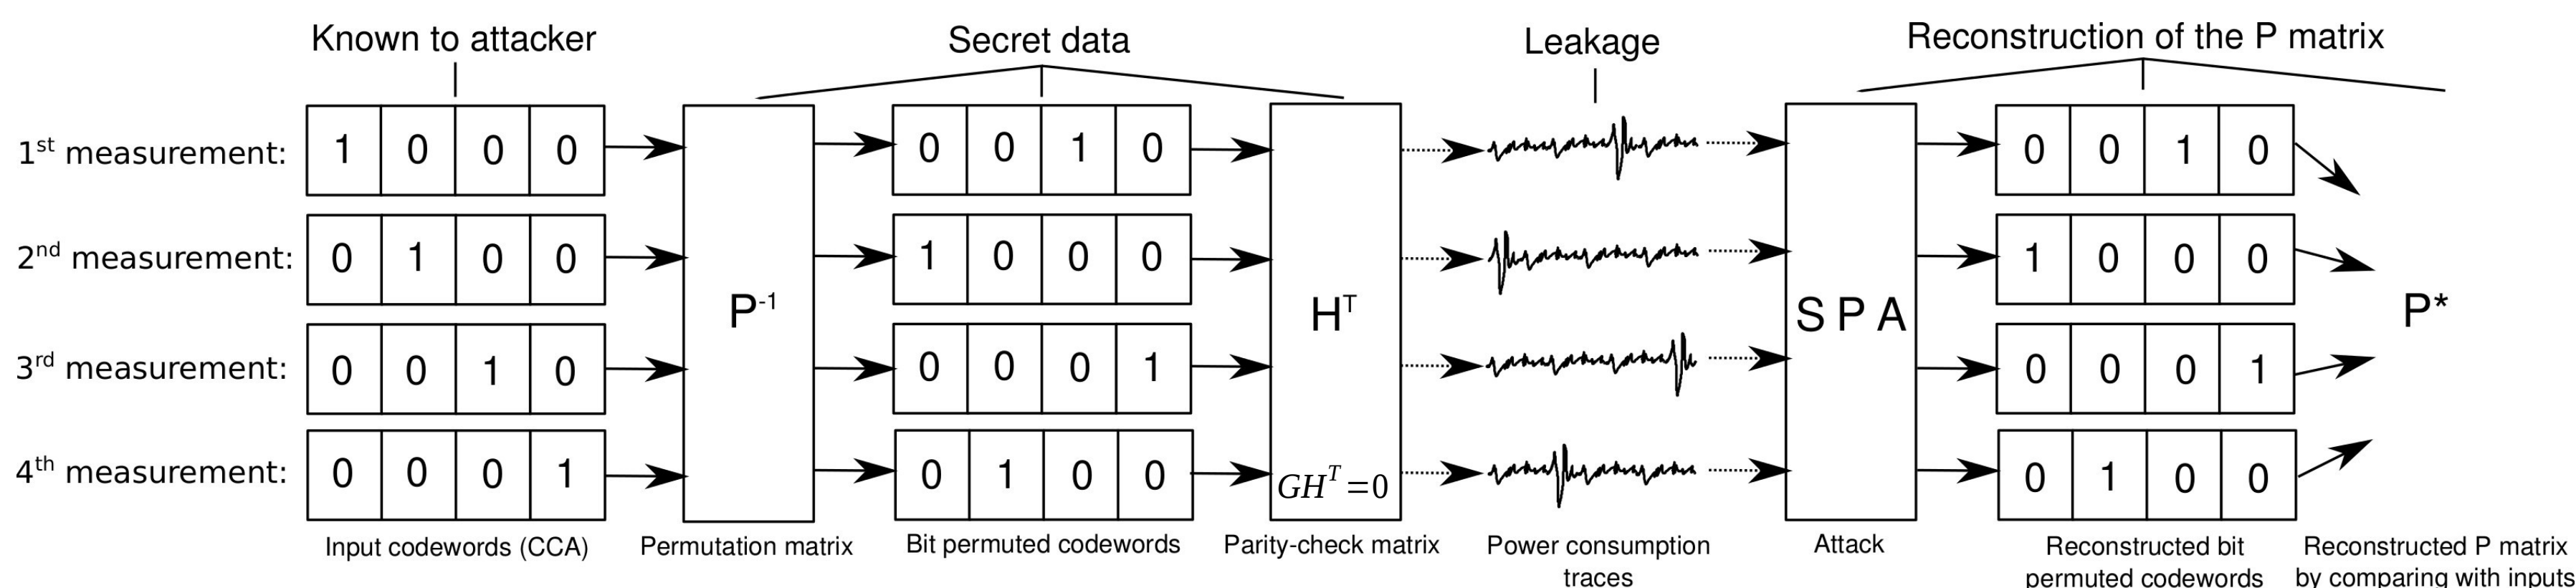 Known to attacker
Secret data
Leakage
Reconstruction of the P matrix
1st measurement:
1 0 0 0
0 0 1 0
0 0 1 0
2nd measurement:
0 1 0 0
1 0 0 0
1 0 0 0
3rd measurement:
0 0 1 0
0 0 0 1
0 0 0 1
4th measurement:
0 0 0 1
0 1 0 0
0 1 0 0
P-1
HT
GHT=0
S P A
P*
Input codewords (CCA)
Permutation matrix
Bit permuted codewords
Parity-check matrix
Power consumption
traces
Attack
Reconstructed bit
permuted codewords
Reconstructed P matrix
by comparing with inputs